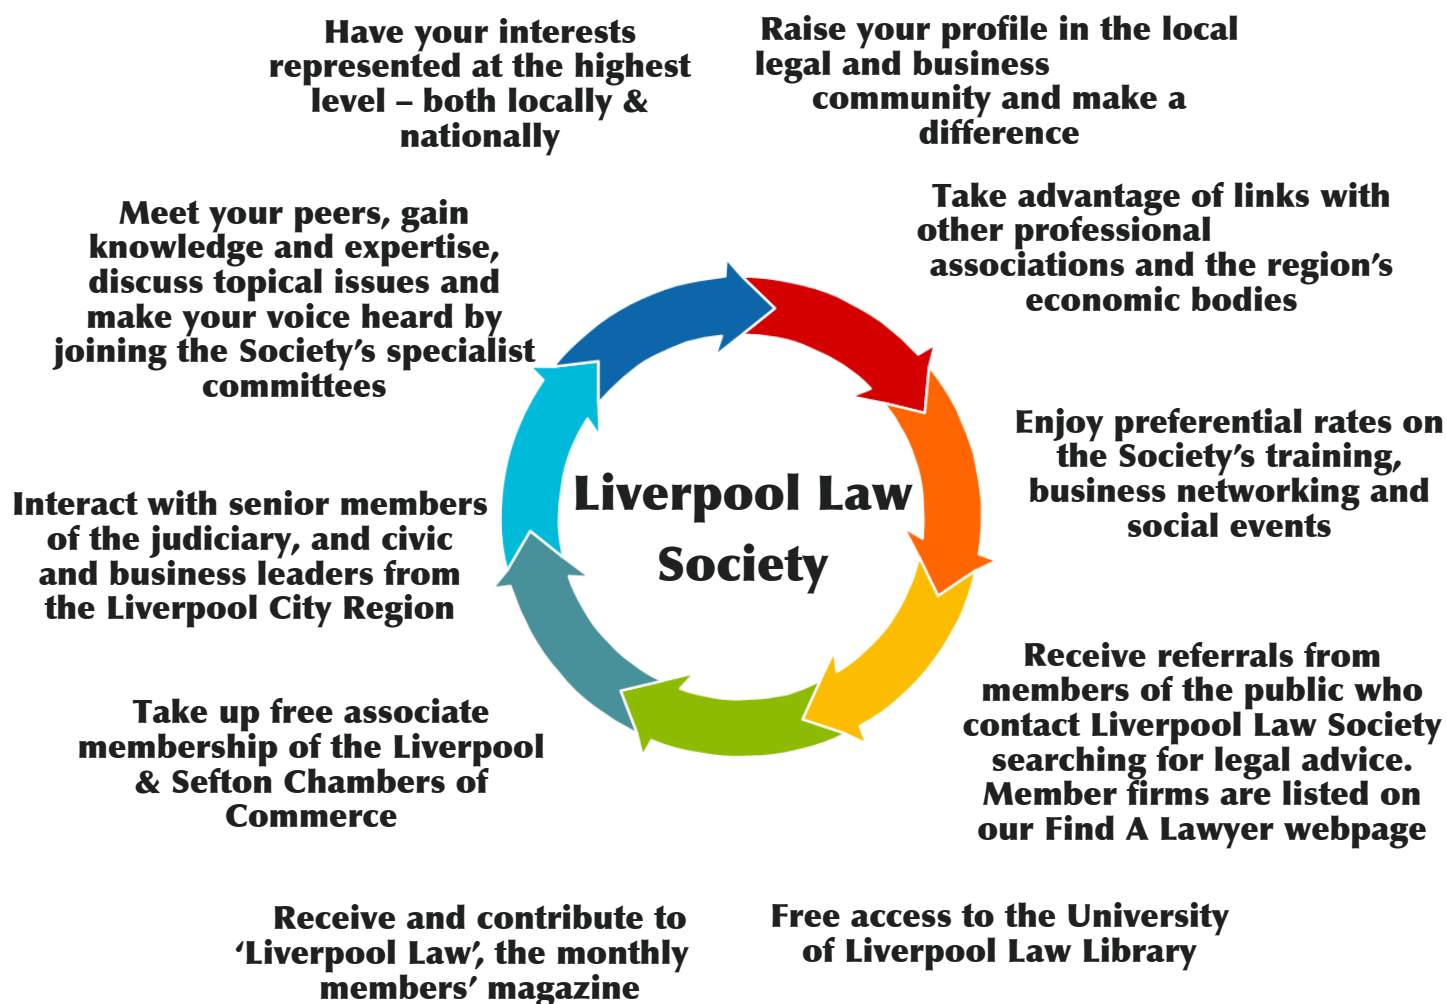 Have your interests
represented at the highest
level – both locally &
nationally
Raise your profile in the local
legal and business
community and make a
difference
Take advantage of links with
other professional
associations and the region’s
economic bodies
Enjoy preferential rates on
the Society’s training,
business networking and
social events
Receive referrals from
members of the public who
contact Liverpool Law Society
searching for legal advice.
Member firms are listed on
our Find A Lawyer webpage
Free access to the University
of Liverpool Law Library
Receive and contribute to
‘Liverpool Law’, the monthly
members’ magazine
Take up free associate
membership of the Liverpool
& Sefton Chambers of
Commerce
Interact with senior members
of the judiciary, and civic
and business leaders from
the Liverpool City Region
Meet your peers, gain
knowledge and expertise,
discuss topical issues and
make your voice heard by
joining the Society’s specialist
committees
Liverpool Law
Society